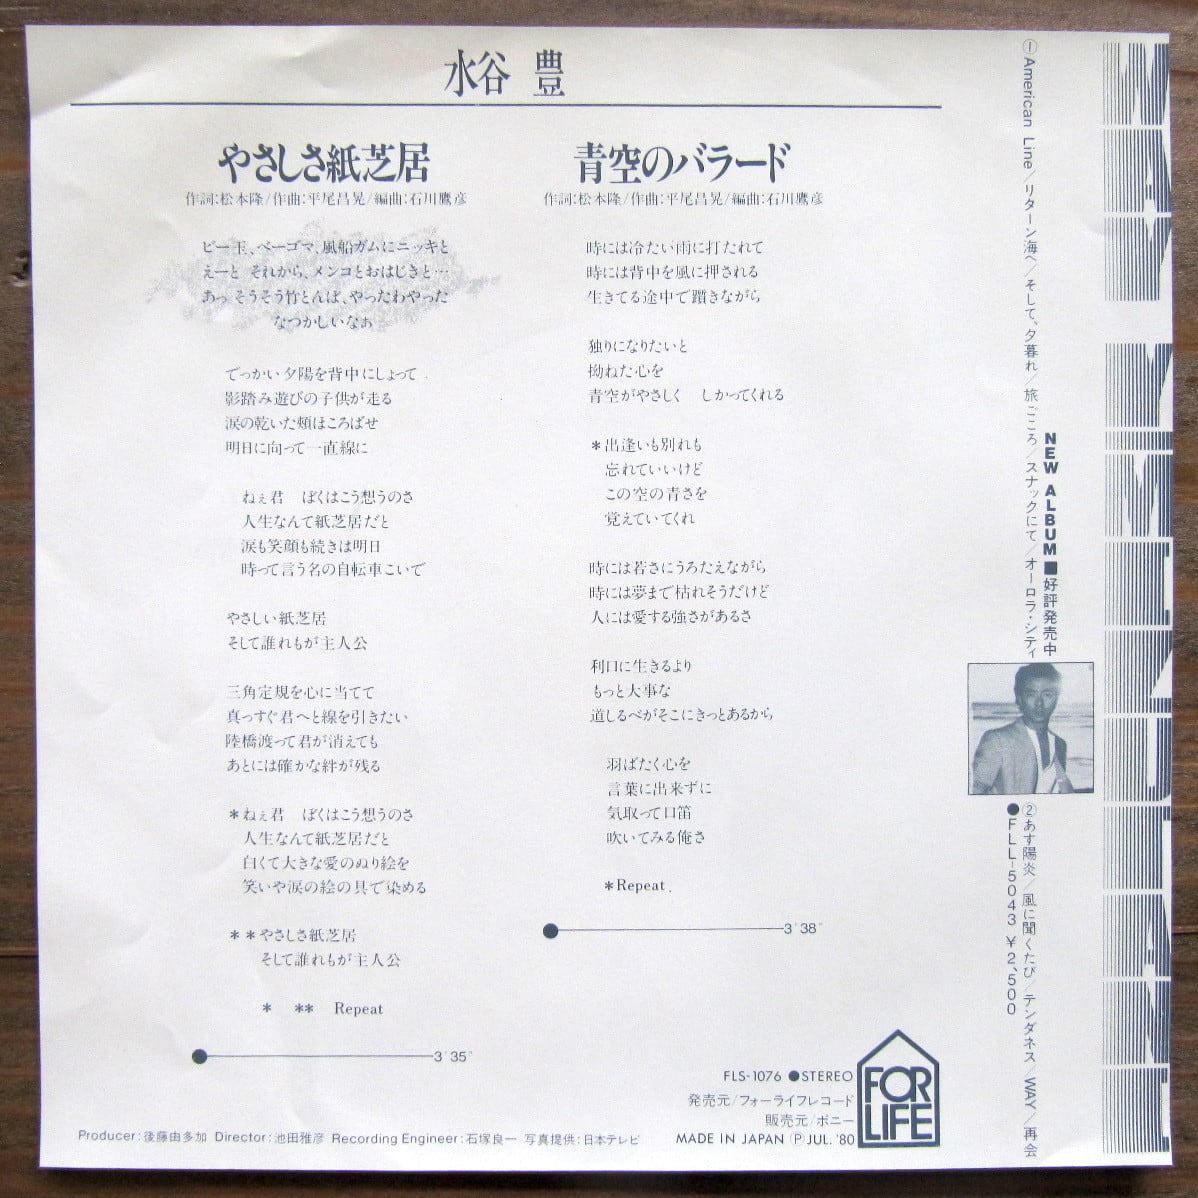 水谷 豊
やさしさ紙芝居
作詞:松本隆/作曲:平尾昌晃/編曲:石川鷹彦
ビー玉、ベーゴマ、風船ガムにニッキと
えーと それから、メンコとおはじきと…
あっ そうそう竹とんぼ、やったわやった
なつかしいなぁ
でっかい夕陽を背中にしょって
影踏み遊びの子供が走る
涙の乾いた頬ほころばせ
明日に向って一直線に
ねぇ君 ぼくはこう想うのさ
人生なんて紙芝居だと
涙も笑顔も続きは明日
時って言う名の自転車こいで
やさしい紙芝居
そして誰れもが主人公
三角定規を心に当てて
真っすぐ君へと線を引きたい
陸橋渡って君が消えても
あとには確かな絆が残る
*ねぇ君 ぼくはこう想うのさ
人生なんて紙芝居だと
白くて大きな愛のぬり絵を
笑いや涙の絵の具で染める
**やさしさ紙芝居
そして誰れもが主人公
* ** Repeat
3′35″
青空のバラード
作詞:松本隆/作曲:平尾昌晃/編曲:石川鷹彦
時には冷たい雨に打たれて
時には背中を風に押される
生きてる途中で躓きながら
独りになりたいと
拗ねた心を
青空がやさしく しかってくれる
*出逢いも別れも
忘れていいけど
この空の青さを
覚えていてくれ
時には若さにうろたえながら
時には夢まで枯れそうだけど
人には愛する強さがあるさ
利口に生きるより
もっと大事な
道しるべがそこにきっとあるから
羽ばたく心を
言葉に出来ずに
気取って口笛
吹いてみる俺さ
*Repeat.
3′38″
WAY YUTAKA MIZUTANI
NEW ALBUM■好評発売中
①American Line/リターン海へ/そして、夕暮れ/旅ごころ/スナックにて/オーロラ・シティ
②あす陽炎/風に聞くたび/テンダネス/WAY/再会
●FLL-5043 ¥2,500
FLS-1076 ●STEREO
発売元/フォーライフレコード
販売元/ポニー
MADE IN JAPAN Ⓟ JUL. '80
FOR LIFE
Producer:後藤由多加 Director:池田雅彦 Recording Engineer:石塚良一 写真提供:日本テレビ